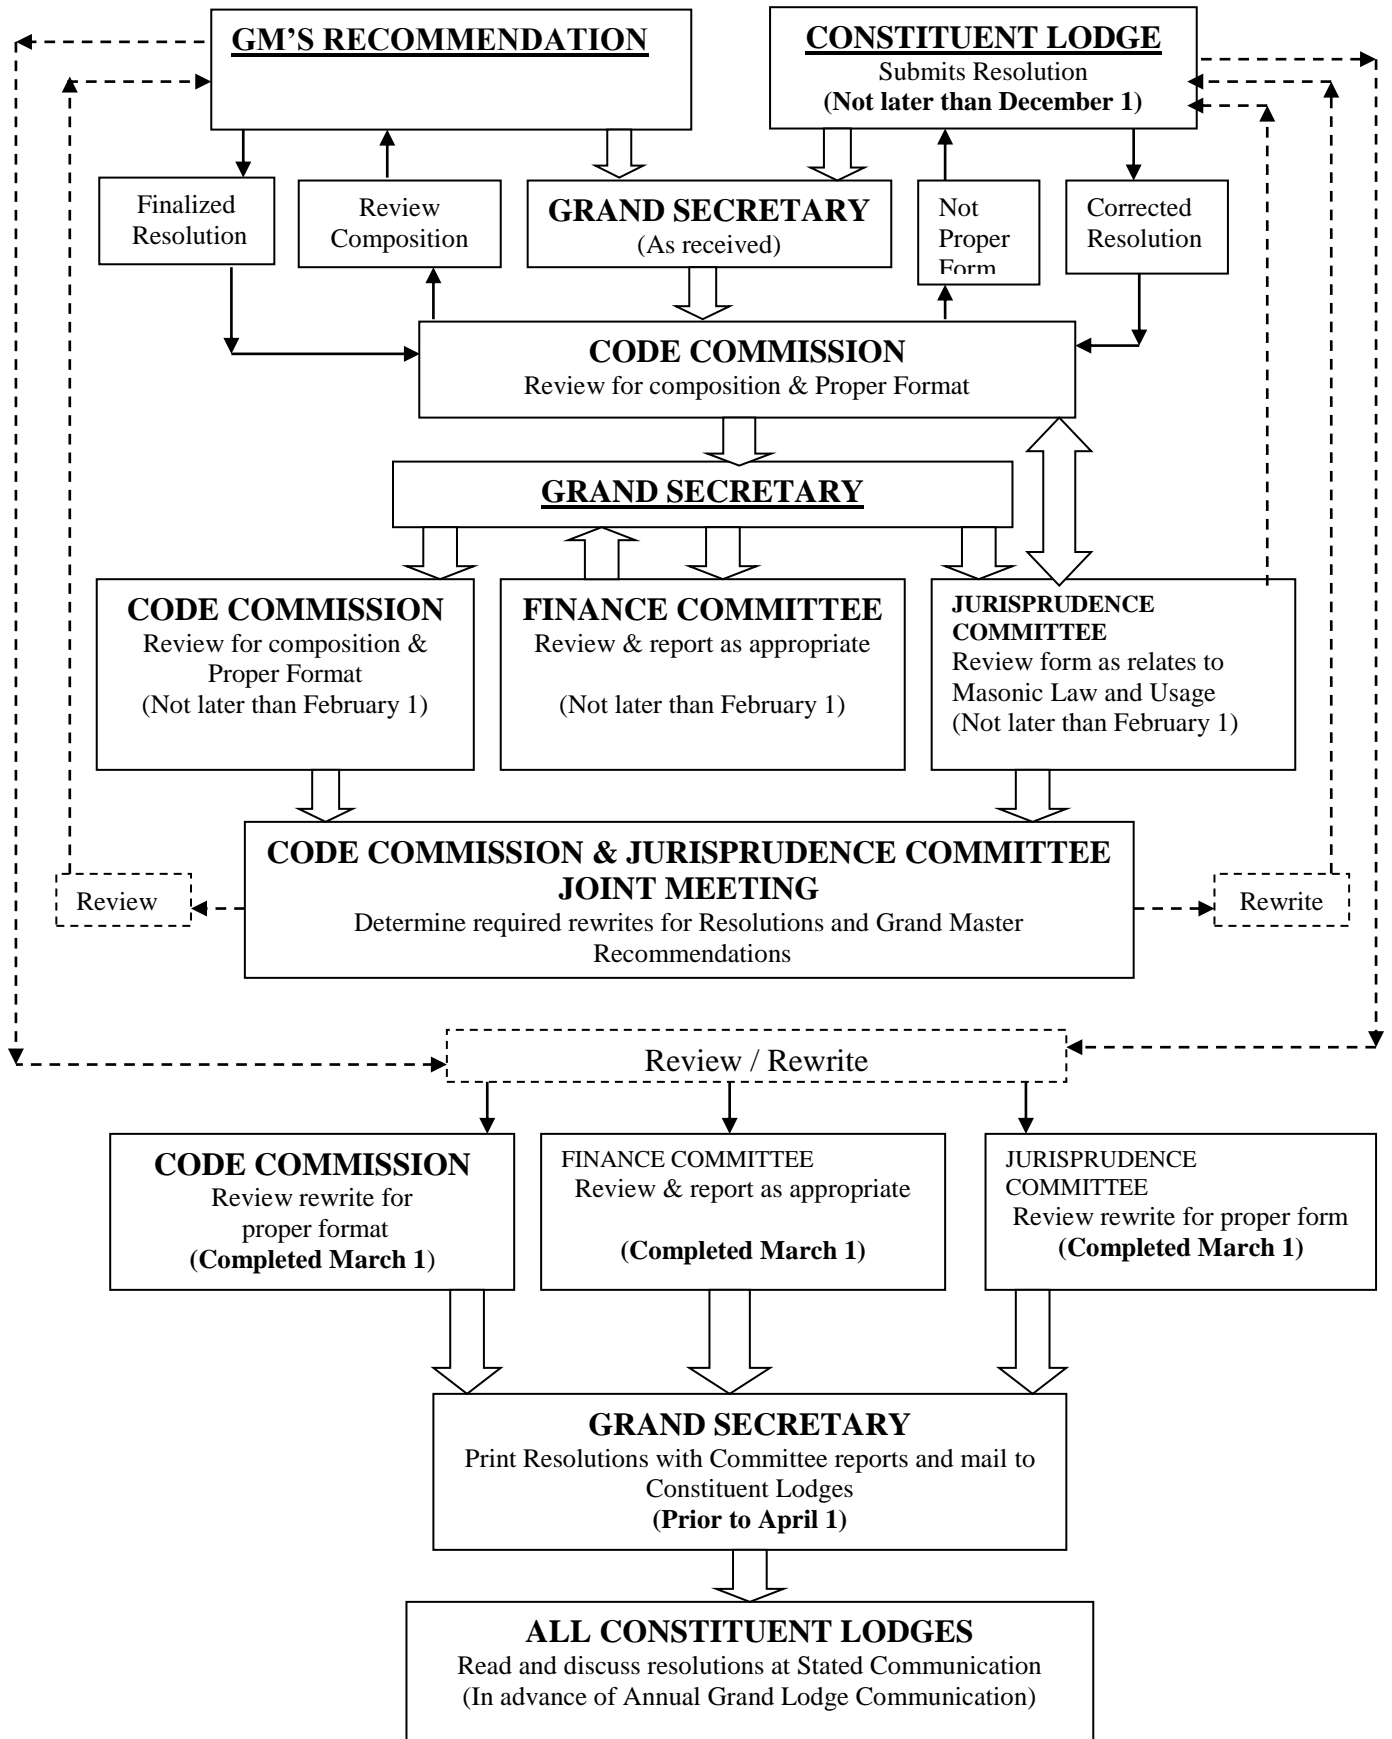 GM'S RECOMMENDATION
CONSTITUENT LODGE
Submits Resolution
(Not later than December 1)
Finalized
Resolution
Review
Composition
GRAND SECRETARY
(As received)
Not
Proper
Form
Corrected
Resolution
CODE COMMISSION
Review for composition & Proper Format
GRAND SECRETARY
CODE COMMISSION
Review for composition &
Proper Format
(Not later than February 1)
FINANCE COMMITTEE
Review & report as appropriate
(Not later than February 1)
JURISPRUDENCE
COMMITTEE
Review form as relates to
Masonic Law and Usage
(Not later than February 1)
CODE COMMISSION & JURISPRUDENCE COMMITTEE
JOINT MEETING
Determine required rewrites for Resolutions and Grand Master
Recommendations
Review
Rewrite
Review / Rewrite
CODE COMMISSION
Review rewrite for
proper format
(Completed March 1)
FINANCE COMMITTEE
Review & report as appropriate
(Completed March 1)
JURISPRUDENCE
COMMITTEE
Review rewrite for proper form
(Completed March 1)
GRAND SECRETARY
Print Resolutions with Committee reports and mail to
Constituent Lodges
(Prior to April 1)
ALL CONSTITUENT LODGES
Read and discuss resolutions at Stated Communication
(In advance of Annual Grand Lodge Communication)